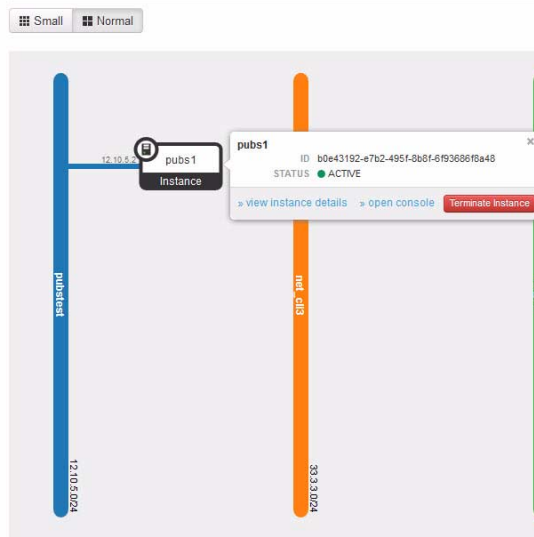 Small
Normal
12.10.5.2
pubs1
Instance
pubs1
ID b0e43192-e7b2-495f-8b8f-6f93686f8a48
STATUS ACTIVE
» view instance details » open console Terminate Instance
pubstest
net_cli3
12.10.5.0/24
33.3.3.0/24